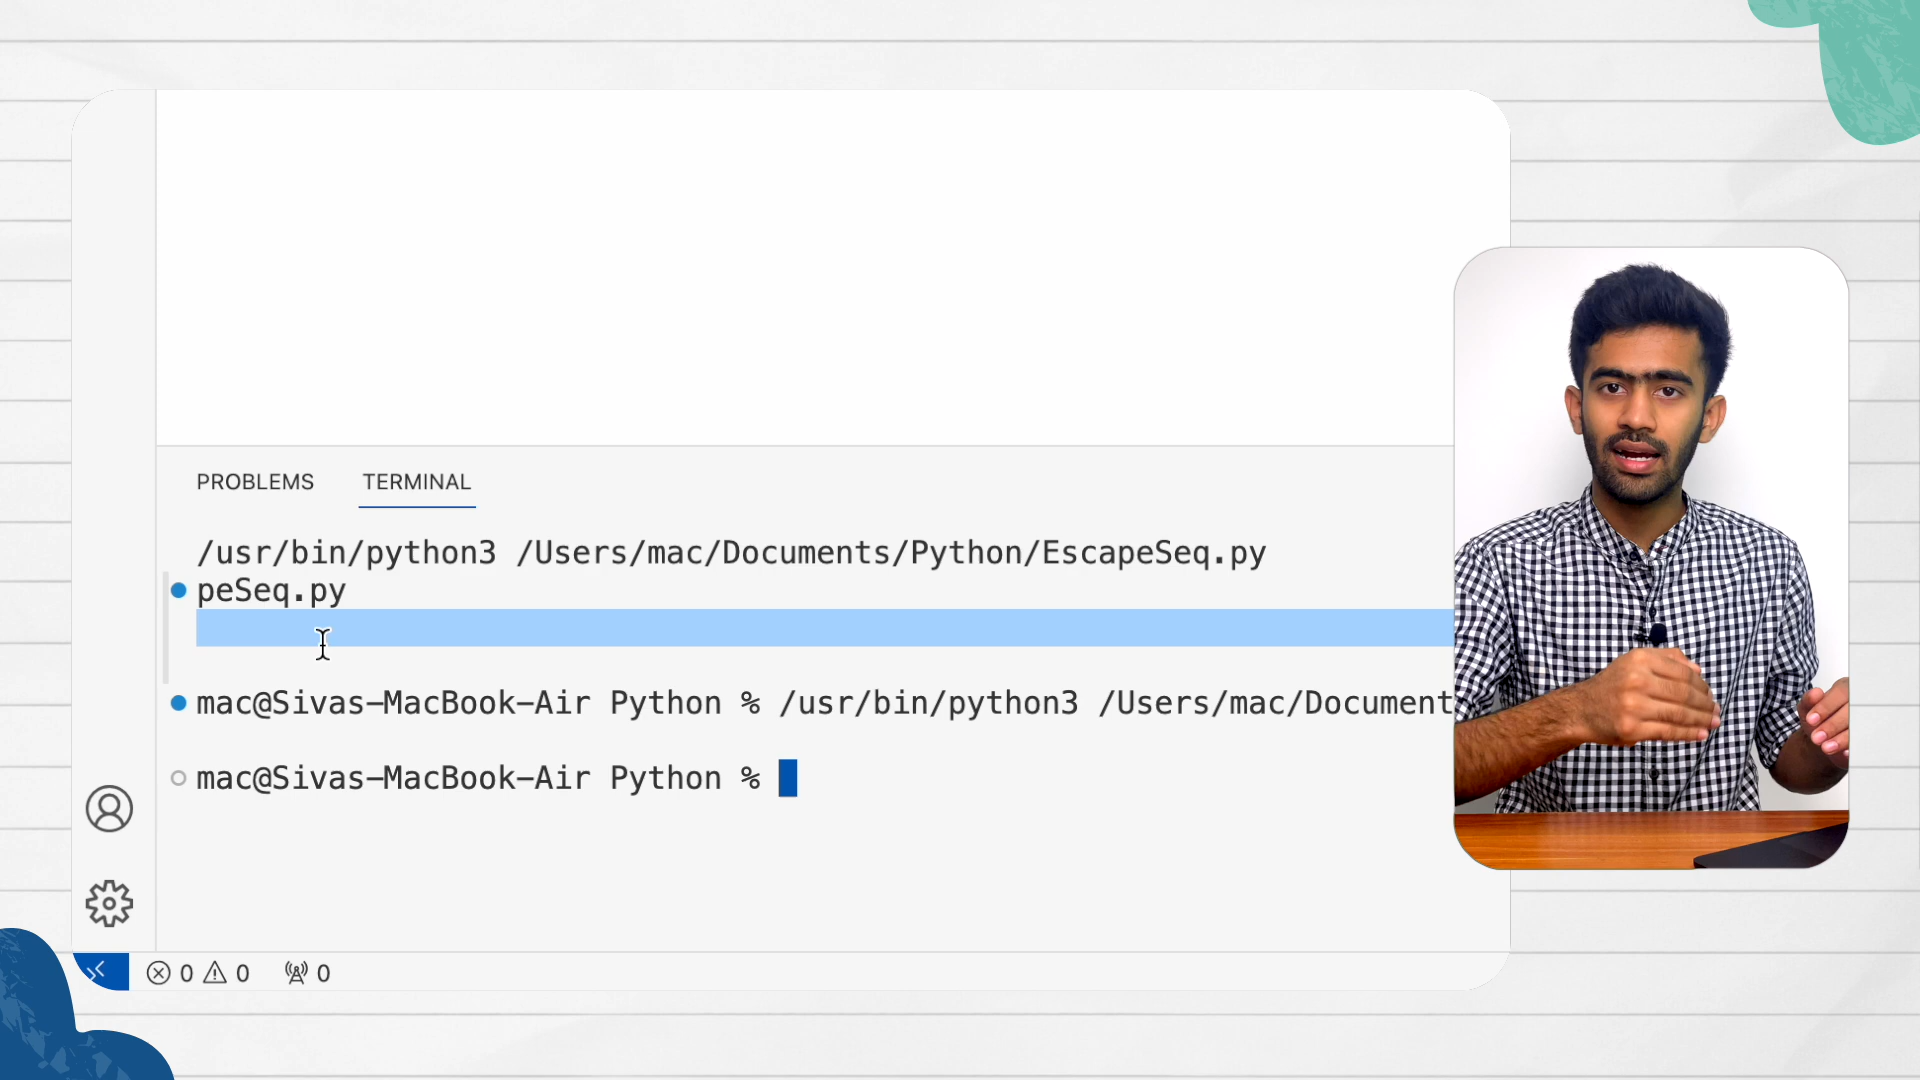 PROBLEMS TERMINAL
/usr/bin/python3 /Users/mac/Documents/Python/EscapeSeq.py
peSeq.py
mac@Sivas-MacBook-Air Python % /usr/bin/python3 /Users/mac/Document
mac@Sivas-MacBook-Air Python %
0 0 0